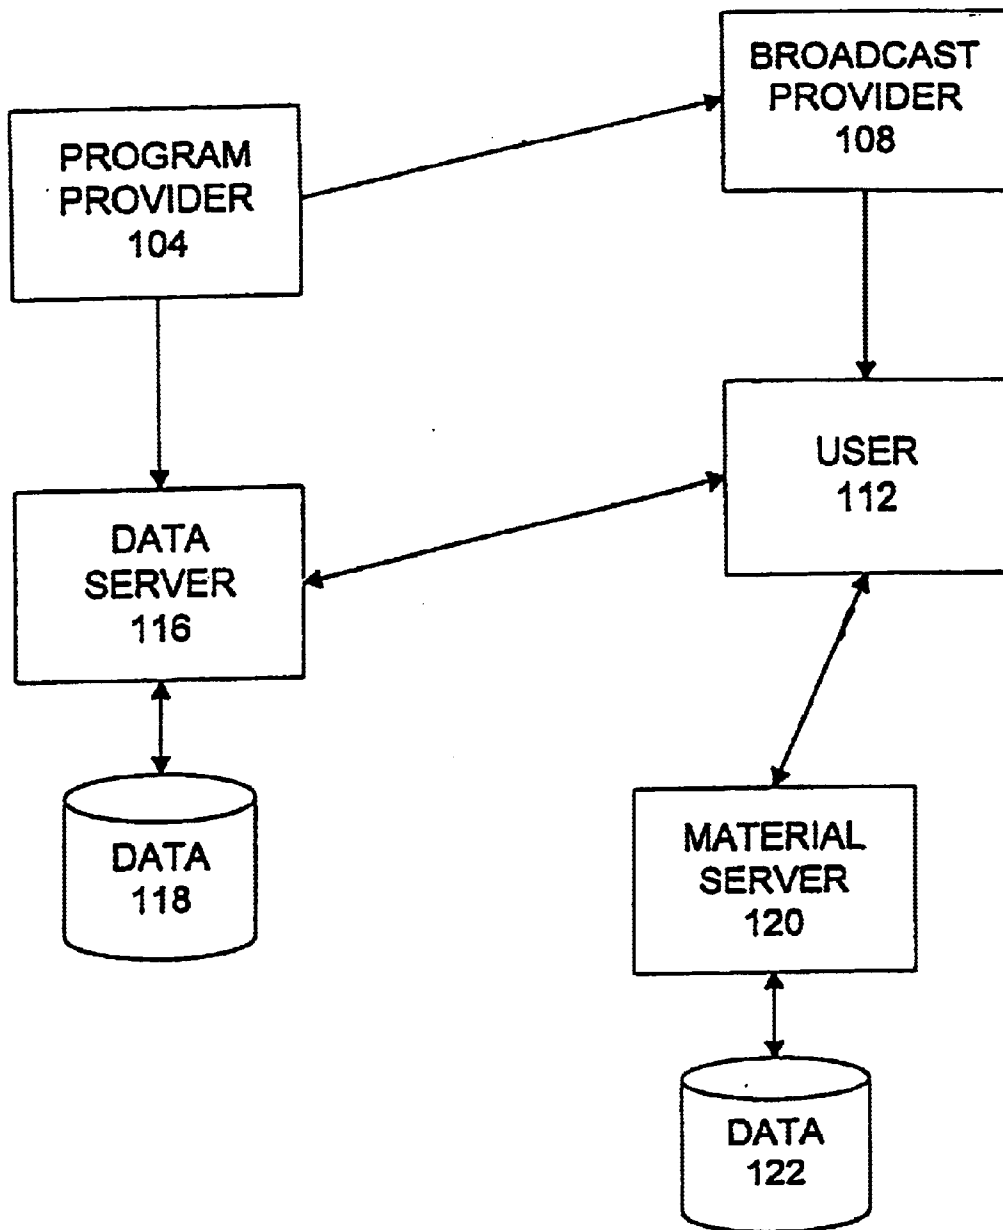 BROADCAST
PROVIDER
108
PROGRAM
PROVIDER
104
USER
112
DATA
SERVER
116
MATERIAL
SERVER
120
DATA
118
DATA
122